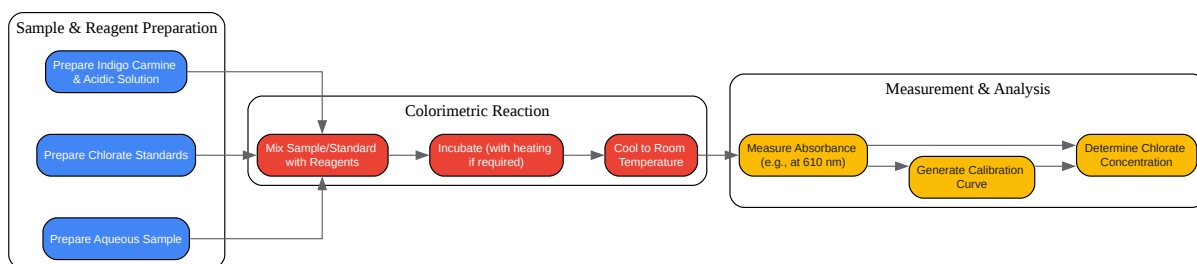 Sample & Reagent Preparation
Prepare Indigo Carmine
& Acidic Solution
Prepare Chlorate Standards
Prepare Aqueous Sample
Colorimetric Reaction
Mix Sample/Standard
with Reagents
Incubate (with heating
if required)
Cool to Room
Temperature
Measurement & Analysis
Measure Absorbance
(e.g., at 610 nm)
Generate Calibration
Curve
Determine Chlorate
Concentration